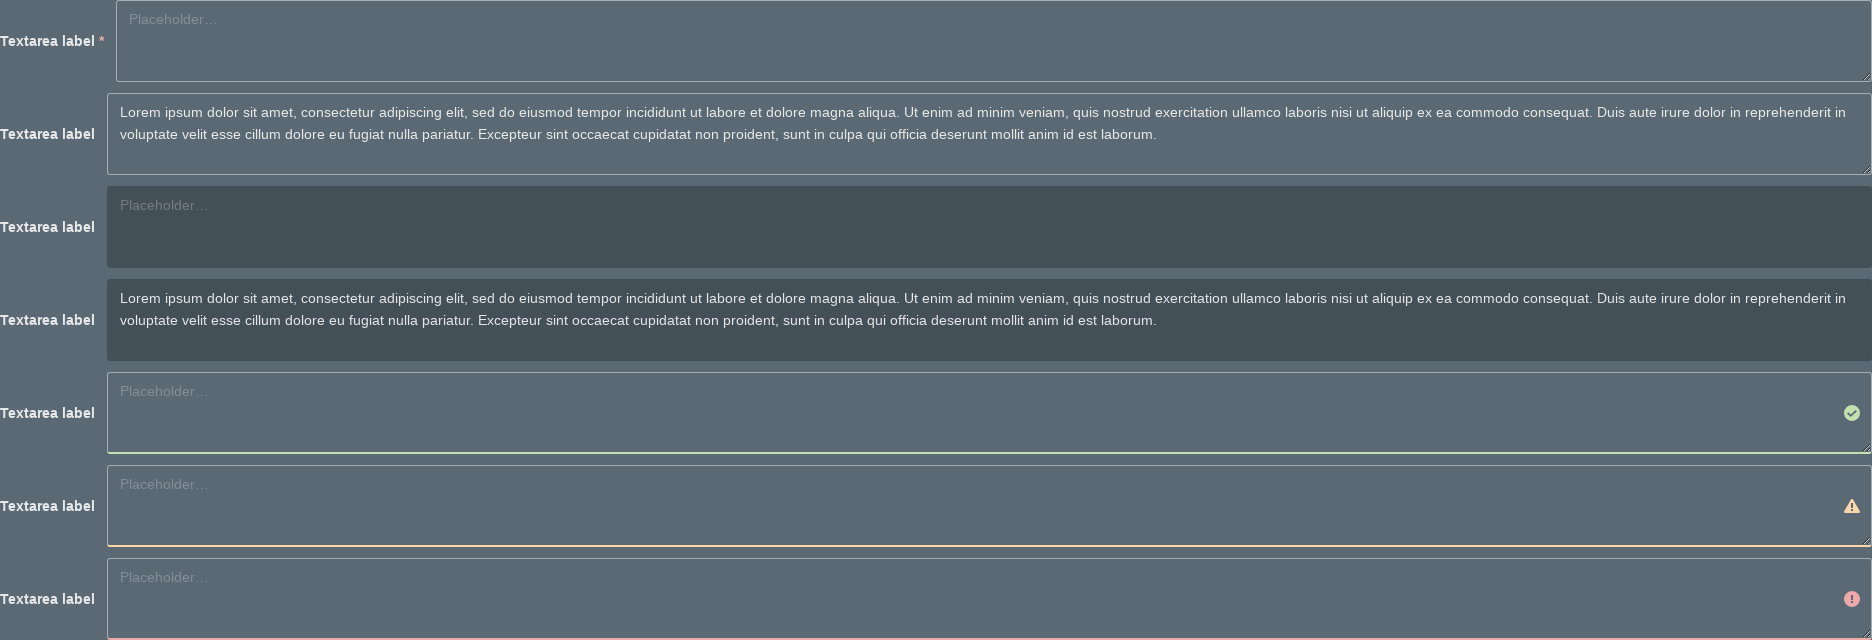 Placeholder…
Textarea label *
Lorem ipsum dolor sit amet, consectetur adipiscing elit, sed do eiusmod tempor incididunt ut labore et dolore magna aliqua. Ut enim ad minim veniam, quis nostrud exercitation ullamco laboris nisi ut aliquip ex ea commodo consequat. Duis aute irure dolor in reprehenderit in
Textarea label
voluptate velit esse cillum dolore eu fugiat nulla pariatur. Excepteur sint occaecat cupidatat non proident, sunt in culpa qui officia deserunt mollit anim id est laborum.
Placeholder…
Textarea label
Lorem ipsum dolor sit amet, consectetur adipiscing elit, sed do eiusmod tempor incididunt ut labore et dolore magna aliqua. Ut enim ad minim veniam, quis nostrud exercitation ullamco laboris nisi ut aliquip ex ea commodo consequat. Duis aute irure dolor in reprehenderit in
Textarea label
voluptate velit esse cillum dolore eu fugiat nulla pariatur. Excepteur sint occaecat cupidatat non proident, sunt in culpa qui officia deserunt mollit anim id est laborum.
Placeholder…
Textarea label
Placeholder…
Textarea label
Placeholder…
Textarea label